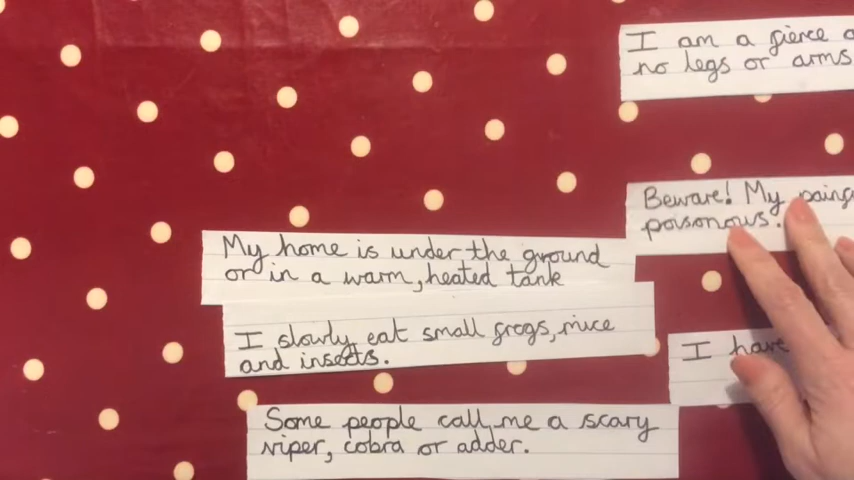 I am a fierce
no legs or arms
Beware! My
poisonous.
My home is under the ground
or in a warm, heated tank
I slowly eat small frogs, mice
and insects.
I have
Some people call me a scary
viper, cobra or adder.